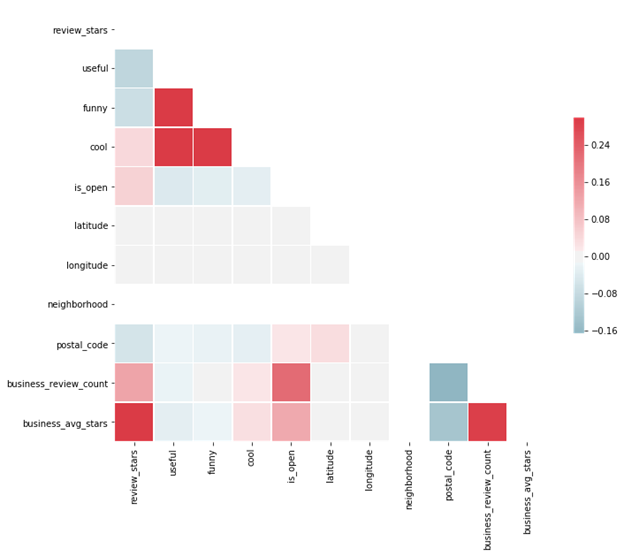 review_stars
useful
funny
cool
is_open
latitude
longitude
neighborhood
postal_code
business_review_count
business_avg_stars
0.24
0.16
0.08
0.00
−0.08
−0.16
review_stars
useful
funny
cool
is_open
latitude
longitude
neighborhood
postal_code
business_review_count
business_avg_stars